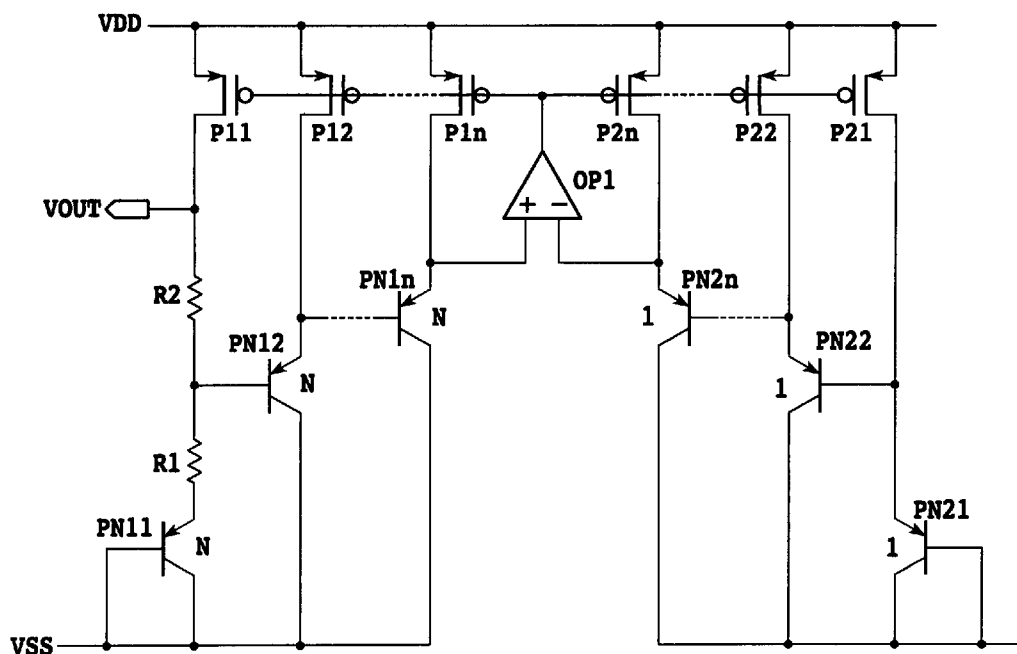 VDD
P11
P12
P1n
P2n
P22
P21
OP1
+ −
VOUT
R2
PN1n
N
PN2n
1
PN12
N
PN22
1
R1
PN11
N
PN21
1
VSS